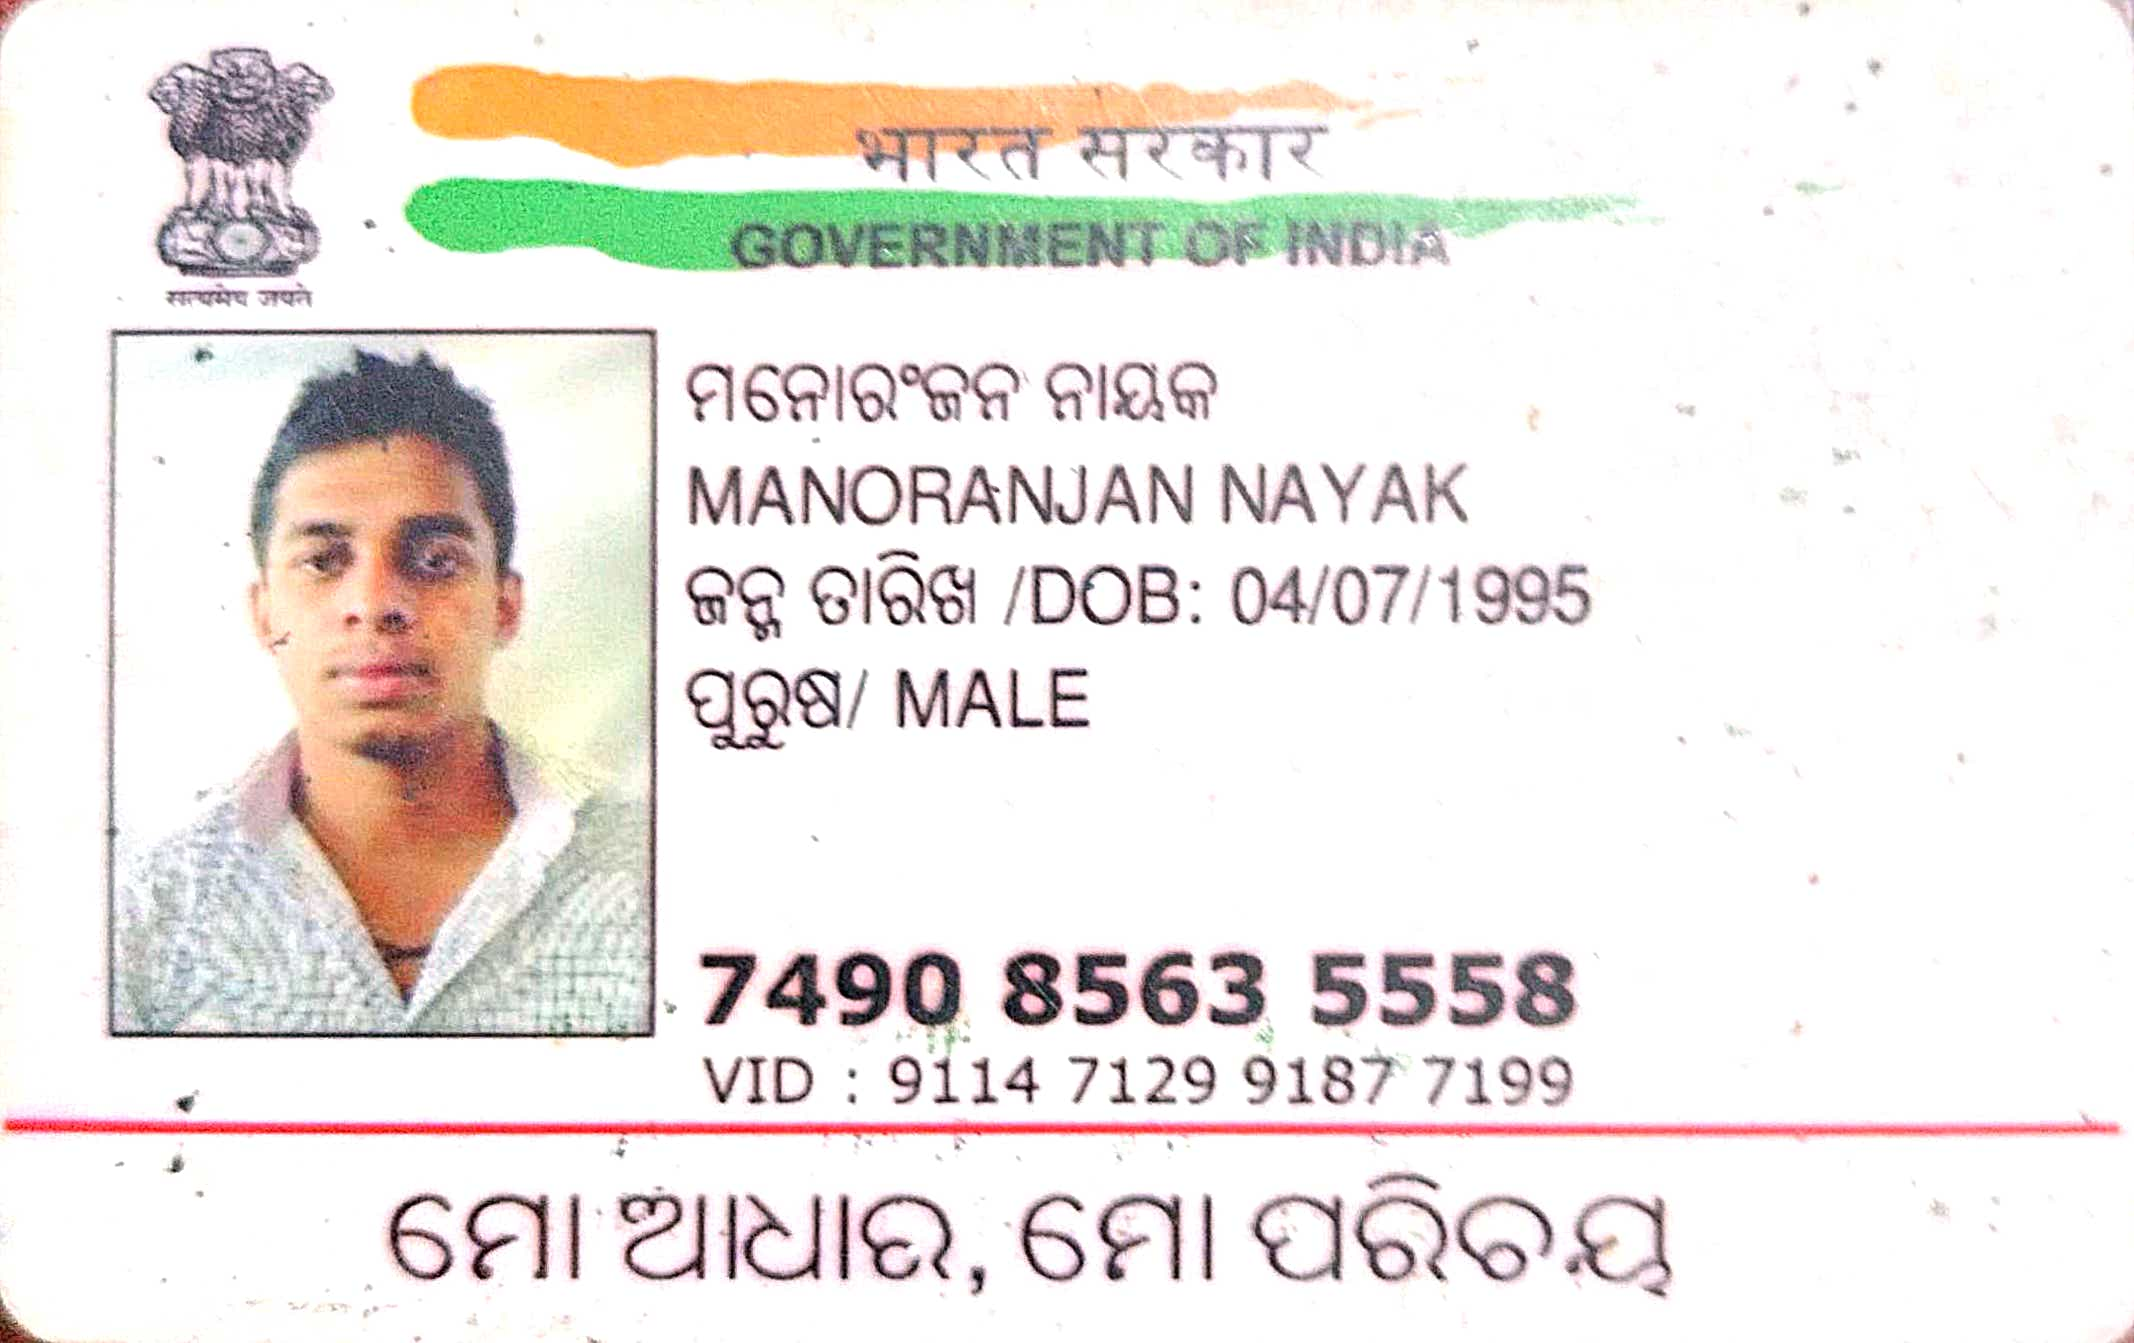 भारत सरकार
GOVERNMENT OF INDIA
सत्यमेव जयते
ମନୋରଂଜନ ନାୟକ
MANORANJAN NAYAK
ଜନ୍ମ ତାରିଖ /DOB: 04/07/1995
ପୁରୁଷ/ MALE
7490 8563 5558
VID : 9114 7129 9187 7199
ମୋ ଆଧାର, ମୋ ପରିଚୟ